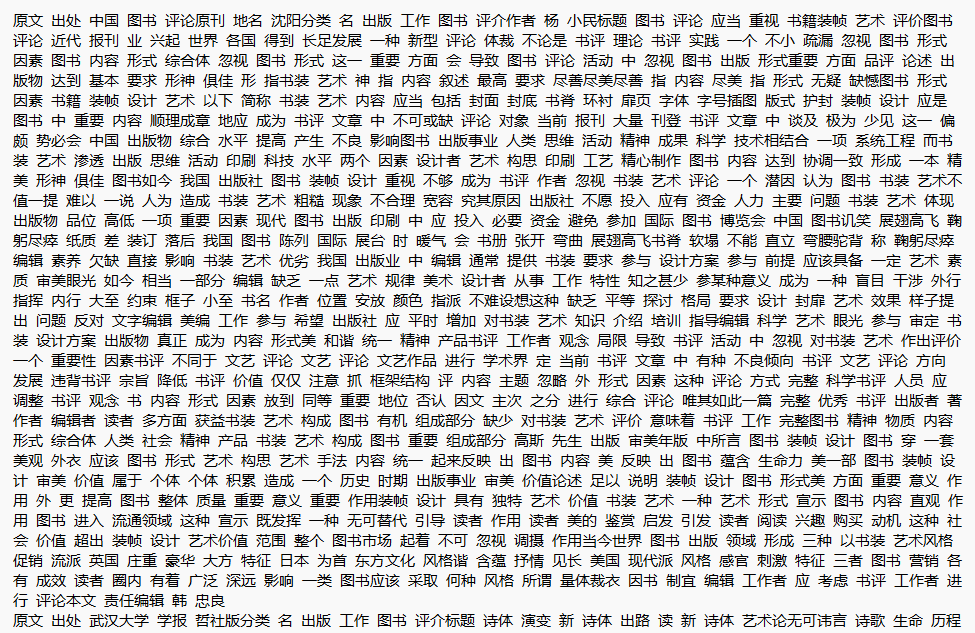 原文 出处 中国 图书 评论原刊 地名 沈阳分类 名 出版 工作 图书 评介作者 杨 小民标题 图书 评论 应当 重视 书籍装帧 艺术 评价图书
评论 近代 报刊 业 兴起 世界 各国 得到 长足发展 一种 新型 评论 体裁 不论是 书评 理论 书评 实践 一个 不小 疏漏 忽视 图书 形式
因素 图书 内容 形式 综合体 忽视 图书 形式 这一 重要 方面 会 导致 图书 评论 活动 中 忽视 图书 出版 形式重要 方面 品评 论述 出
版物 达到 基本 要求 形神 俱佳 形 指书装 艺术 神 指 内容 叙述 最高 要求 尽善尽美尽善 指 内容 尽美 指 形式 无疑 缺憾图书 形式
因素 书籍 装帧 设计 艺术 以下 简称 书装 艺术 内容 应当 包括 封面 封底 书脊 环衬 扉页 字体 字号插图 版式 护封 装帧 设计 应是
图书 中 重要 内容 顺理成章 地应 成为 书评 文章 中 不可或缺 评论 对象 当前 报刊 大量 刊登 书评 文章 中 谈及 极为 少见 这一 偏
颇 势必会 中国 出版物 综合 水平 提高 产生 不良 影响图书 出版事业 人类 思维 活动 精神 成果 科学 技术相结合 一项 系统工程 而书
装 艺术 渗透 出版 思维 活动 印刷 科技 水平 两个 因素 设计者 艺术 构思 印刷 工艺 精心制作 图书 内容 达到 协调一致 形成 一本 精
美 形神 俱佳 图书如今 我国 出版社 图书 装帧 设计 重视 不够 成为 书评 作者 忽视 书装 艺术 评论 一个 潜因 认为 图书 书装 艺术不
值一提 难以 一说 人为 造成 书装 艺术 粗糙 现象 不合理 宽容 究其原因 出版社 不愿 投入 应有 资金 人力 主要 问题 书装 艺术 体现
出版物 品位 高低 一项 重要 因素 现代 图书 出版 印刷 中 应 投入 必要 资金 避免 参加 国际 图书 博览会 中国 图书讥笑 展翅高飞 鞠
躬尽瘁 纸质 差 装订 落后 我国 图书 陈列 国际 展台 时 暖气 会 书册 张开 弯曲 展翅高飞书脊 软塌 不能 直立 弯腰驼背 称 鞠躬尽瘁
编辑 素养 欠缺 直接 影响 书装 艺术 优劣 我国 出版业 中 编辑 通常 提供 书装 要求 参与 设计方案 参与 前提 应该具备 一定 艺术 素
质 审美眼光 如今 相当 一部分 编辑 缺乏 一点 艺术 规律 美术 设计者 从事 工作 特性 知之甚少 参某种意义 成为 一种 盲目 干涉 外行
指挥 内行 大至 约束 框子 小至 书名 作者 位置 安放 颜色 指派 不难设想这种 缺乏 平等 探讨 格局 要求 设计 封扉 艺术 效果 样子提
出 问题 反对 文字编辑 美编 工作 参与 希望 出版社 应 平时 增加 对书装 艺术 知识 介绍 培训 指导编辑 科学 艺术 眼光 参与 审定 书
装 设计方案 出版物 真正 成为 内容 形式美 和谐 统一 精神 产品书评 工作者 观念 局限 导致 书评 活动 中 忽视 对书装 艺术 作出评价
一个 重要性 因素书评 不同于 文艺 评论 文艺 评论 文艺作品 进行 学术界 定 当前 书评 文章 中 有种 不良倾向 书评 文艺 评论 方向
发展 违背书评 宗旨 降低 书评 价值 仅仅 注意 抓 框架结构 评 内容 主题 忽略 外 形式 因素 这种 评论 方式 完整 科学书评 人员 应
调整 书评 观念 书 内容 形式 因素 放到 同等 重要 地位 否认 因文 主次 之分 进行 综合 评论 唯其如此一篇 完整 优秀 书评 出版者 著
作者 编辑者 读者 多方面 获益书装 艺术 构成 图书 有机 组成部分 缺少 对书装 艺术 评价 意味着 书评 工作 完整图书 精神 物质 内容
形式 综合体 人类 社会 精神 产品 书装 艺术 构成 图书 重要 组成部分 高斯 先生 出版 审美年版 中所言 图书 装帧 设计 图书 穿 一套
美观 外衣 应该 图书 形式 艺术 构思 艺术 手法 内容 统一 起来反映 出 图书 内容 美 反映 出 图书 蕴含 生命力 美一部 图书 装帧 设
计 审美 价值 属于 个体 个体 积累 造成 一个 历史 时期 出版事业 审美 价值论述 足以 说明 装帧 设计 图书 形式美 方面 重要 意义 作
用 外 更 提高 图书 整体 质量 重要 意义 重要 作用装帧 设计 具有 独特 艺术 价值 书装 艺术 一种 艺术 形式 宣示 图书 内容 直观 作
用 图书 进入 流通领域 这种 宣示 既发挥 一种 无可替代 引导 读者 作用 读者 美的 鉴赏 启发 引发 读者 阅读 兴趣 购买 动机 这种 社
会 价值 超出 装帧 设计 艺术价值 范围 整个 图书市场 起着 不可 忽视 调摄 作用当今世界 图书 出版 领域 形成 三种 以书装 艺术风格
促销 流派 英国 庄重 豪华 大方 特征 日本 为首 东方文化 风格谐 含蕴 抒情 见长 美国 现代派 风格 感官 刺激 特征 三者 图书 营销 各
有 成效 读者 圈内 有着 广泛 深远 影响 一类 图书应该 采取 何种 风格 所谓 量体裁衣 因书 制宜 编辑 工作者 应 考虑 书评 工作者 进
行 评论本文 责任编辑 韩 忠良
原文 出处 武汉大学 学报 哲社版分类 名 出版 工作 图书 评介标题 诗体 演变 新 诗体 出路 读 新 诗体 艺术论无可讳言 诗歌 生命 历程